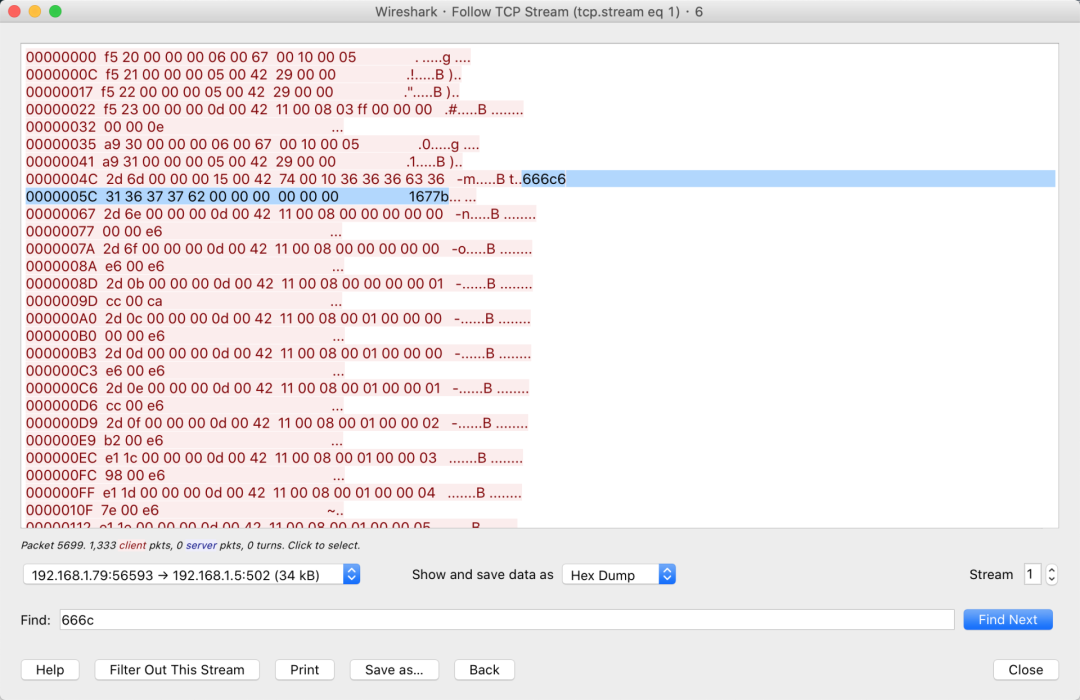 Wireshark · Follow TCP Stream (tcp.stream eq 1) · 6
00000000 f5 20 00 00 00 06 00 67 00 10 00 05 . .....g ....
0000000C f5 21 00 00 00 05 00 42 29 00 00 .!.....B )..
00000017 f5 22 00 00 00 05 00 42 29 00 00 .".....B )..
00000022 f5 23 00 00 00 0d 00 42 11 00 08 03 ff 00 00 00 .#.....B ........
00000032 00 00 0e ...
00000035 a9 30 00 00 00 06 00 67 00 10 00 05 .0.....g ....
00000041 a9 31 00 00 00 05 00 42 29 00 00 .1.....B )..
0000004C 2d 6d 00 00 00 15 00 42 74 00 10 36 36 36 63 36 -m.....B t..666c6
0000005C 31 36 37 37 62 00 00 00 00 00 00 1677b... ...
00000067 2d 6e 00 00 00 0d 00 42 11 00 08 00 00 00 00 00 -n.....B ........
00000077 00 00 e6 ...
0000007A 2d 6f 00 00 00 0d 00 42 11 00 08 00 00 00 00 00 -o.....B ........
0000008A e6 00 e6 ...
0000008D 2d 0b 00 00 00 0d 00 42 11 00 08 00 00 00 00 01 -......B ........
0000009D cc 00 ca ...
000000A0 2d 0c 00 00 00 0d 00 42 11 00 08 00 01 00 00 00 -......B ........
000000B0 00 00 e6 ...
000000B3 2d 0d 00 00 00 0d 00 42 11 00 08 00 01 00 00 00 -......B ........
000000C3 e6 00 e6 ...
000000C6 2d 0e 00 00 00 0d 00 42 11 00 08 00 01 00 00 01 -......B ........
000000D6 cc 00 e6 ...
000000D9 2d 0f 00 00 00 0d 00 42 11 00 08 00 01 00 00 02 -......B ........
000000E9 b2 00 e6 ...
000000EC e1 1c 00 00 00 0d 00 42 11 00 08 00 01 00 00 03 .......B ........
000000FC 98 00 e6 ...
000000FF e1 1d 00 00 00 0d 00 42 11 00 08 00 01 00 00 04 .......B ........
0000010F 7e 00 e6 ~..
00000112 e1 1e 00 00 00 0d 00 42 11 00 08 00 01 00 00 05 .......B ........
Packet 5699. 1,333 client pkts, 0 server pkts, 0 turns. Click to select.
192.168.1.79:56593 → 192.168.1.5:502 (34 kB) Show and save data as Hex Dump Stream 1
Find: 666c Find Next
Help Filter Out This Stream Print Save as... Back Close